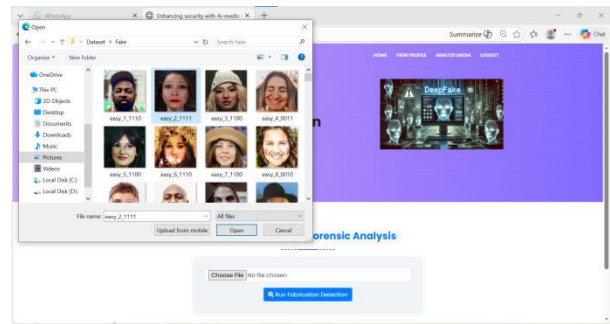 WhatsApp
Enhancing security with AI-media
Open
Dataset > Fake
Search Fake
Organize
New folder
OneDrive
This PC
3D Objects
Desktop
Documents
Downloads
Music
Pictures
Videos
Local Disk (C:)
Local Disk (D:)
easy_1_1110
easy_2_1111
easy_3_1100
easy_4_0011
easy_5_1100
easy_6_1110
easy_7_1100
easy_8_0010
File name:
easy_2_1111
All files
Upload from mobile
Open
Cancel
Summarize
Chat
HOME
VIEW PROFILE
ANALYZE MEDIA
LOGOUT
DeepFake
n
orensic Analysis
Choose File
No file chosen
Run Fabrication Detection